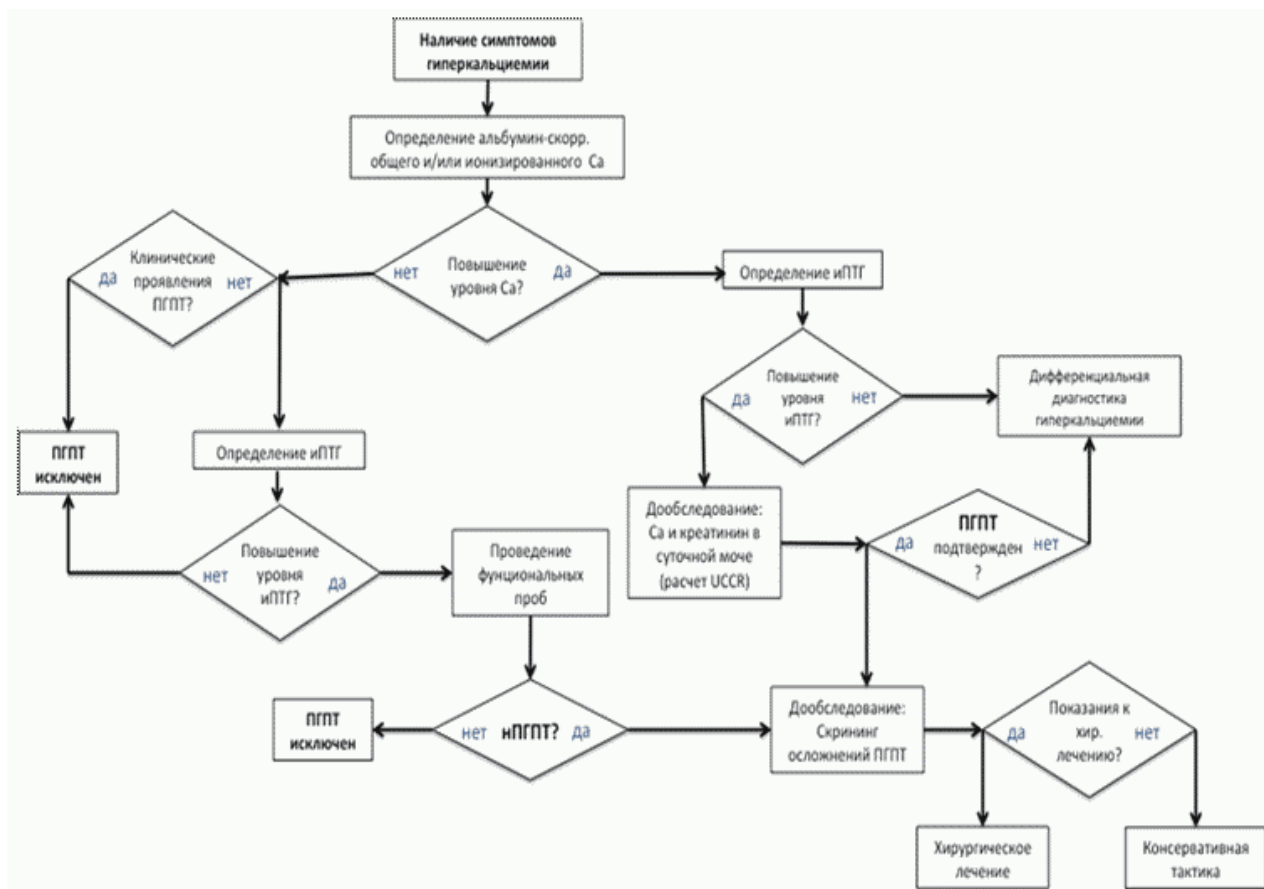 Наличие симптомов
гиперкальциемии
Определение альбумин-скорр.
общего и/или ионизированного Са
Клинические
проявления
ПГПТ?
да
нет
Повышение
уровня Са?
нет
да
Определение иПТГ
Повышение
уровня
иПТГ?
да
нет
Дифференциальная
диагностика
гиперкальциемии
ПГПТ
исключен
Определение иПТГ
Дообследование:
Са и креатинин в
суточной моче
(расчет UCCR)
ПГПТ
подтвержден
?
да
нет
Повышение
уровня
иПТГ?
нет
да
Проведение
фунциональных
проб
ПГПТ
исключен
нет
нПГПТ?
да
Дообследование:
Скрининг
осложнений ПГПТ
Показания к
хир.
лечению?
да
нет
Хирургическое
лечение
Консервативная
тактика